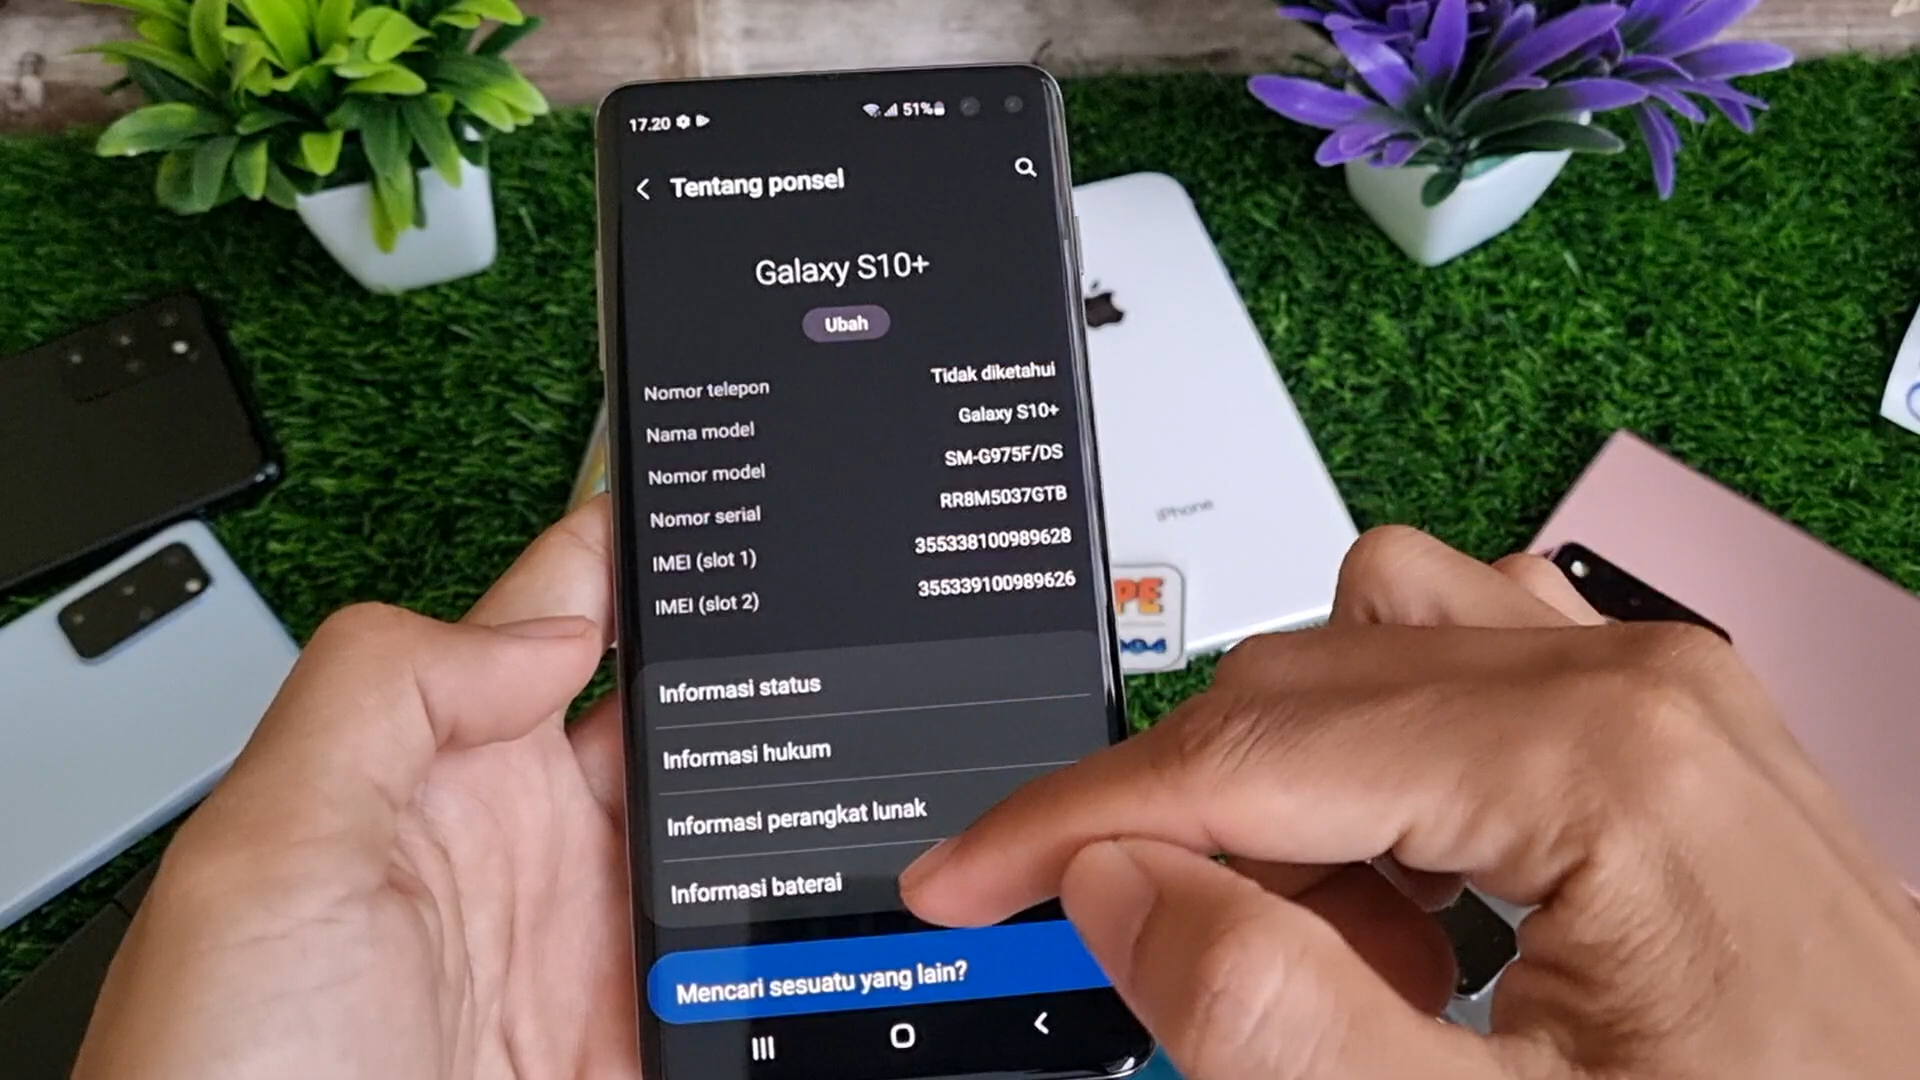 17.20
51%
Tentang ponsel
Galaxy S10+
Ubah
Nomor telepon Tidak diketahui
Nama model Galaxy S10+
Nomor model SM-G975F/DS
Nomor serial RR8M5037GTB
IMEI (slot 1) 355338100989628
IMEI (slot 2) 355339100989626
Informasi status
Informasi hukum
Informasi perangkat lunak
Informasi baterai
Mencari sesuatu yang lain?
iPhone
PE